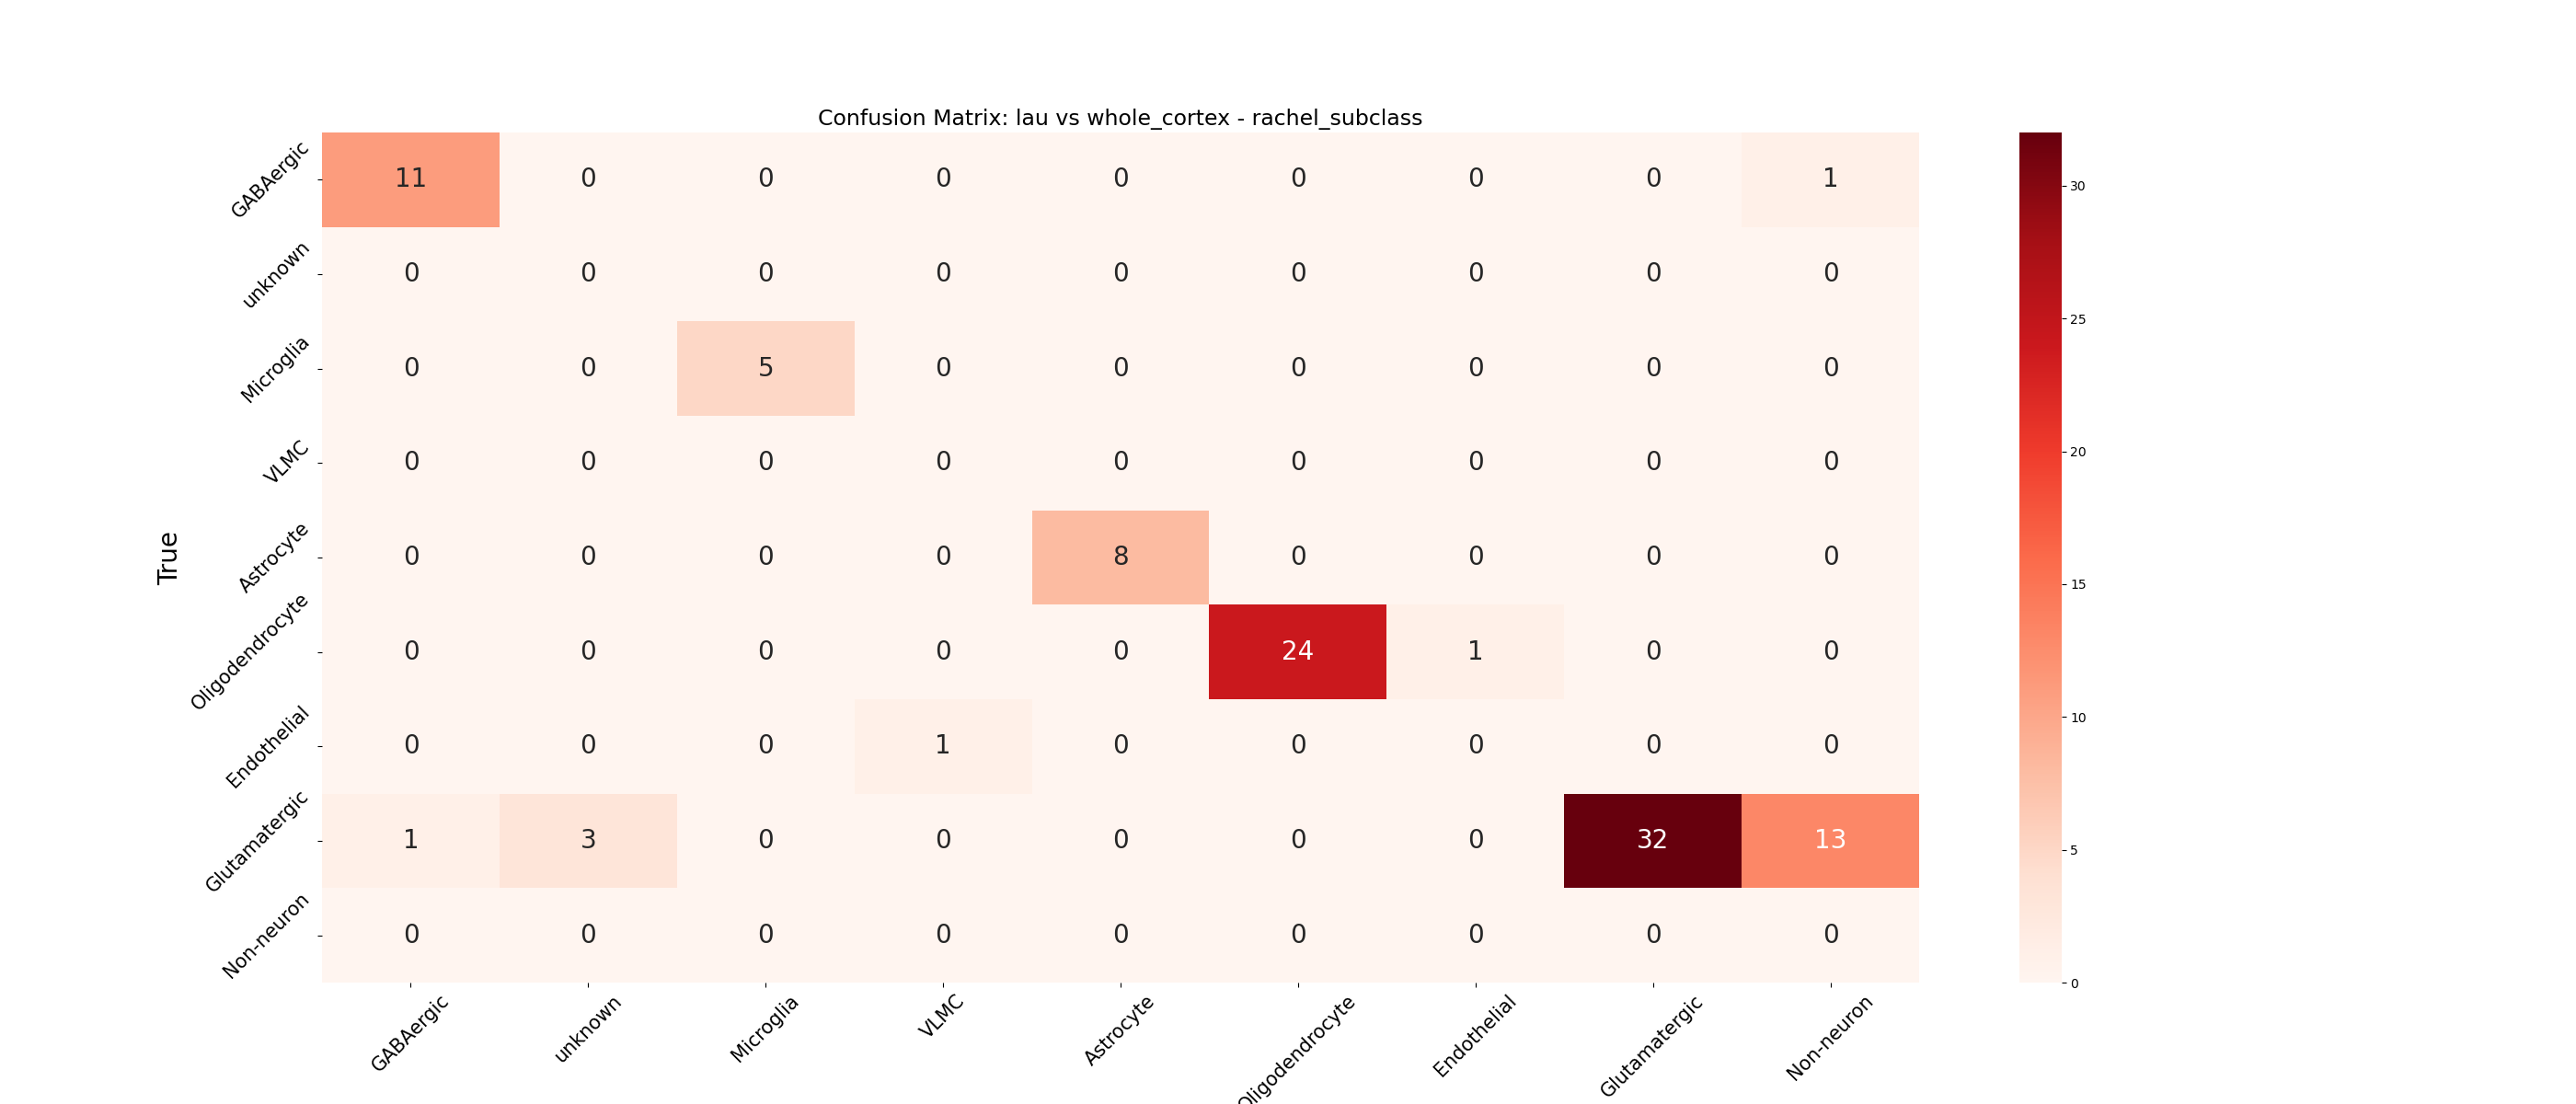 Confusion Matrix: lau vs whole_cortex - rachel_subclass
True
GABAergic 11 0 0 0 0 0 0 0 1
unknown 0 0 0 0 0 0 0 0 0
Microglia 0 0 5 0 0 0 0 0 0
VLMC 0 0 0 0 0 0 0 0 0
Astrocyte 0 0 0 0 8 0 0 0 0
Oligodendrocyte 0 0 0 0 0 24 1 0 0
Endothelial 0 0 0 1 0 0 0 0 0
Glutamatergic 1 3 0 0 0 0 0 32 13
Non-neuron 0 0 0 0 0 0 0 0 0
GABAergic unknown Microglia VLMC Astrocyte Oligodendrocyte Endothelial Glutamatergic Non-neuron
30
25
20
15
10
5
0